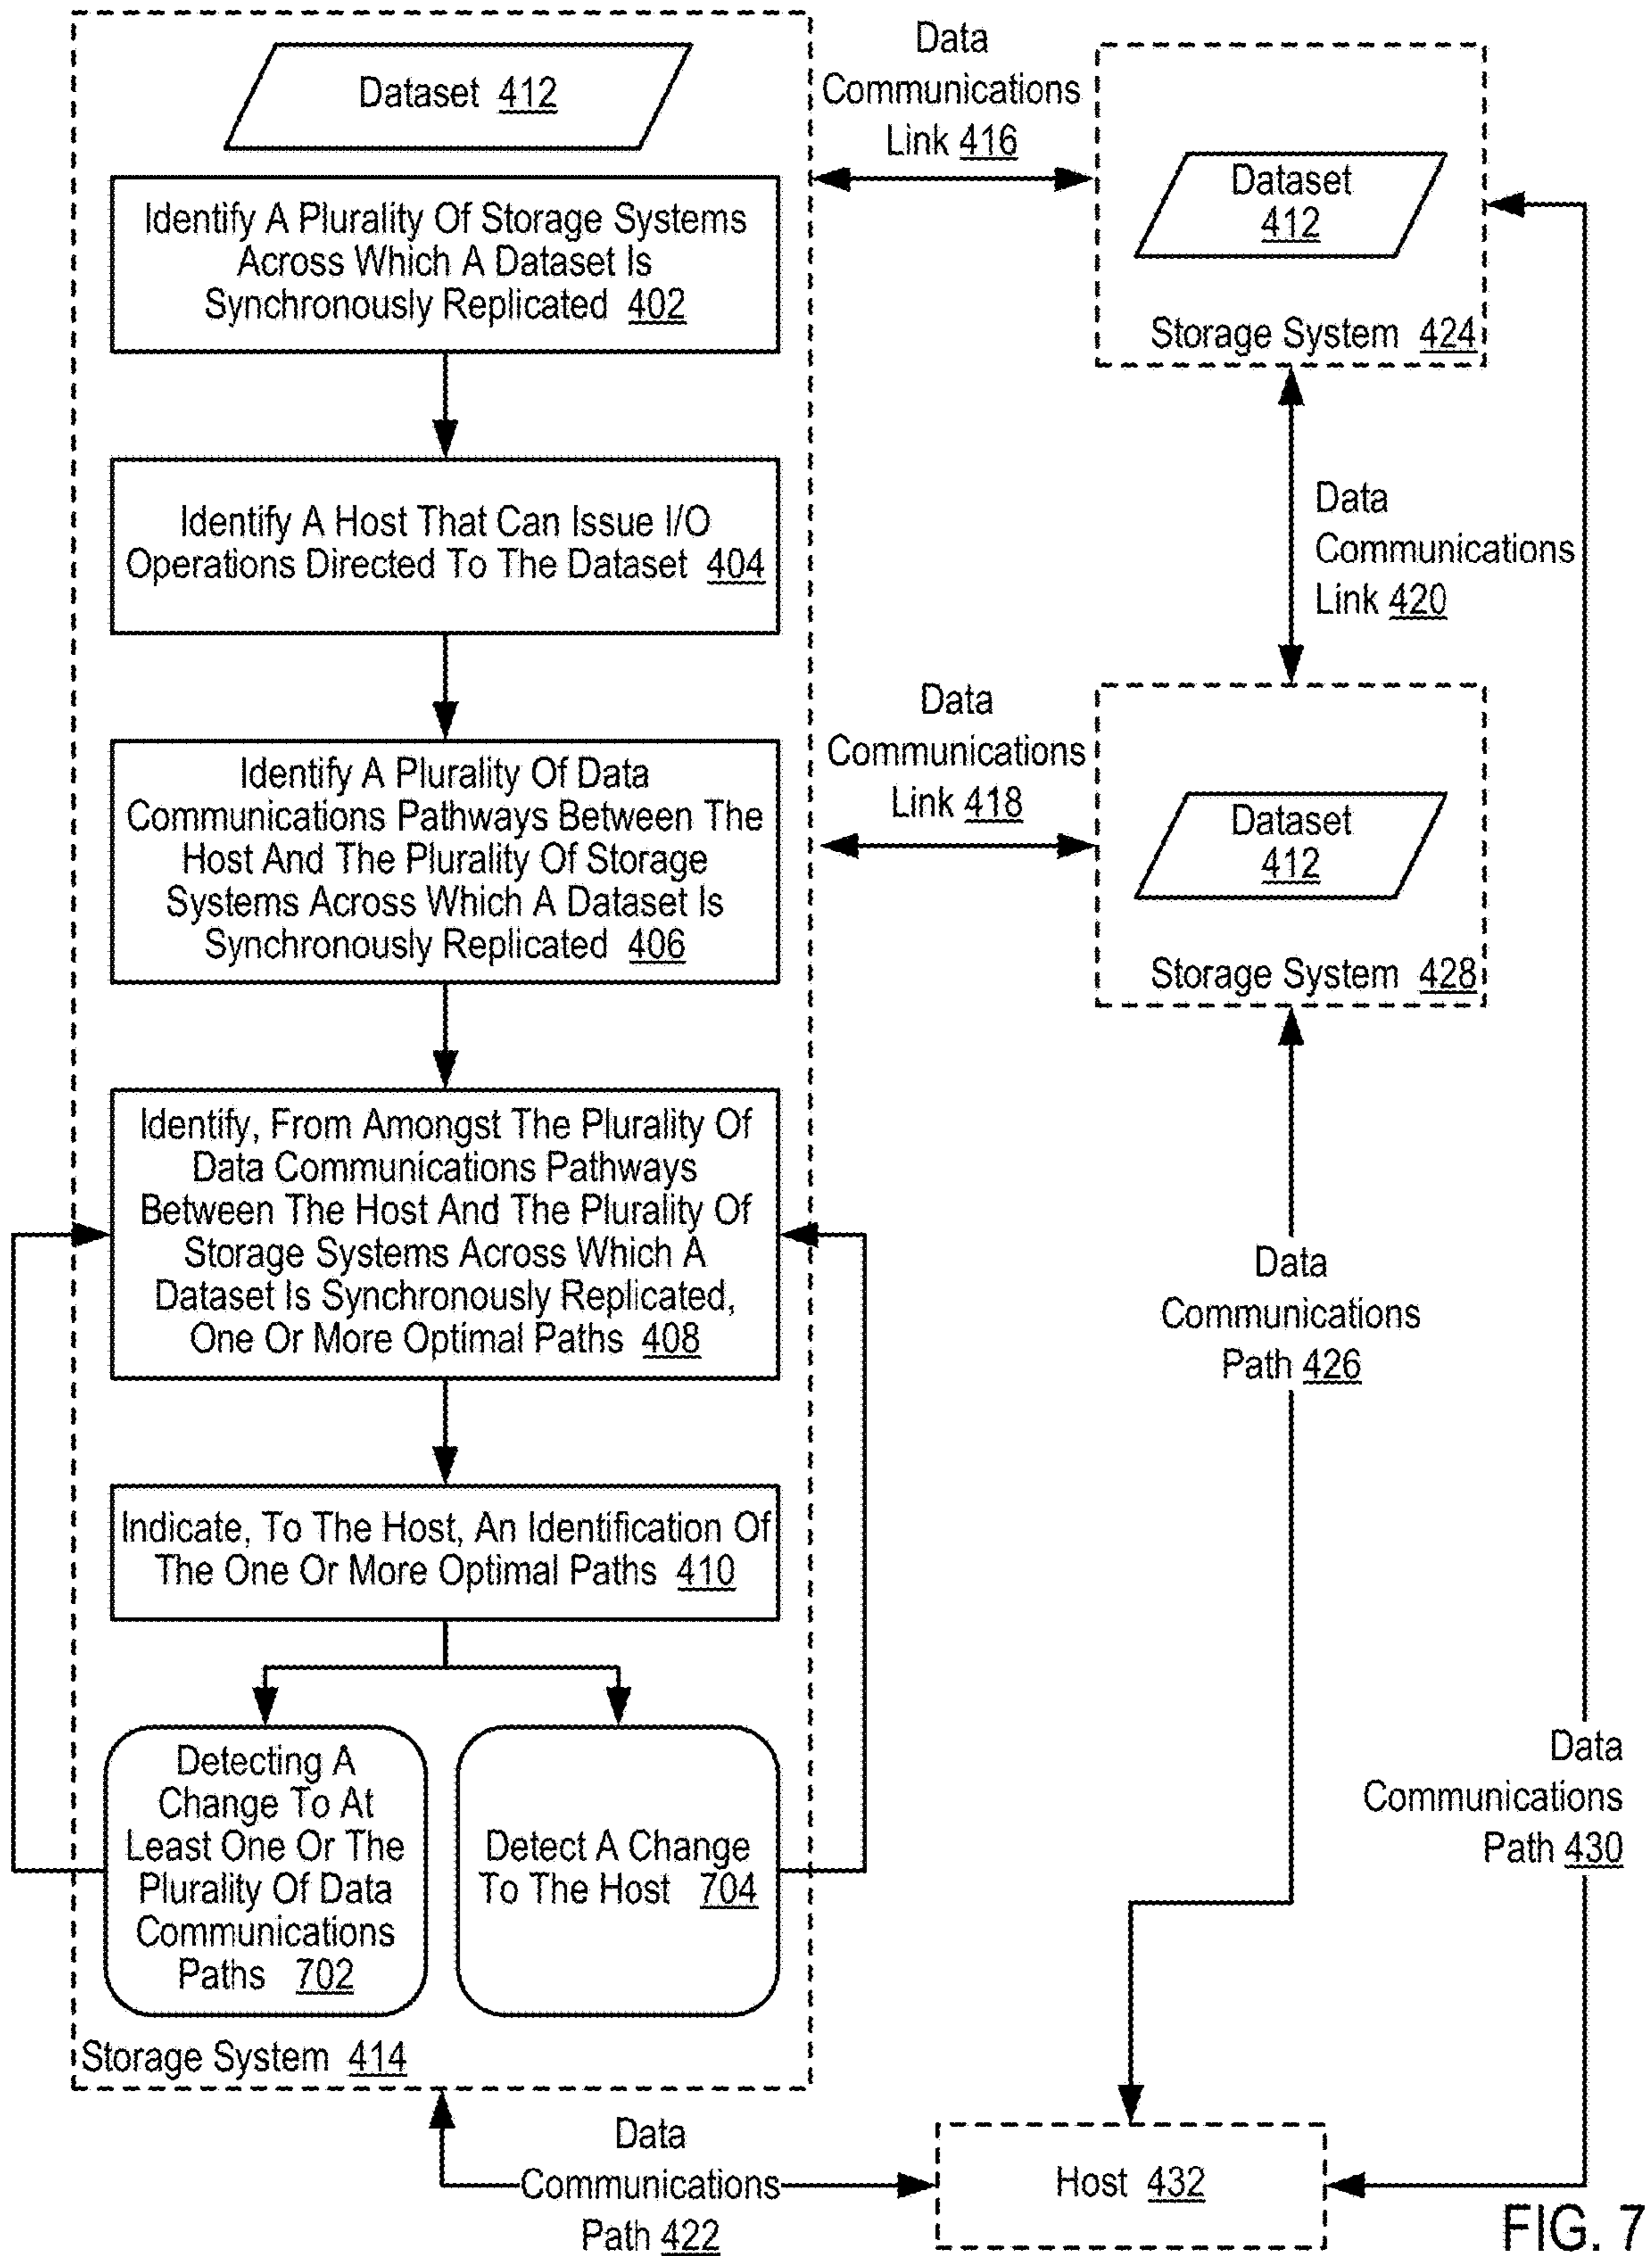 Dataset 412
Identify A Plurality Of Storage Systems
Across Which A Dataset Is
Synchronously Replicated 402
Identify A Host That Can Issue I/O
Operations Directed To The Dataset 404
Identify A Plurality Of Data
Communications Pathways Between The
Host And The Plurality Of Storage
Systems Across Which A Dataset Is
Synchronously Replicated 406
Identify, From Amongst The Plurality Of
Data Communications Pathways
Between The Host And The Plurality Of
Storage Systems Across Which A
Dataset Is Synchronously Replicated,
One Or More Optimal Paths 408
Indicate, To The Host, An Identification Of
The One Or More Optimal Paths 410
Detecting A
Change To At
Least One Or The
Plurality Of Data
Communications
Paths 702
Detect A Change
To The Host 704
Storage System 414
Data
Communications
Link 416
Dataset
412
Storage System 424
Data
Communications
Link 420
Data
Communications
Link 418
Dataset
412
Storage System 428
Data
Communications
Path 426
Data
Communications
Path 430
Data
Communications
Path 422
Host 432
FIG. 7